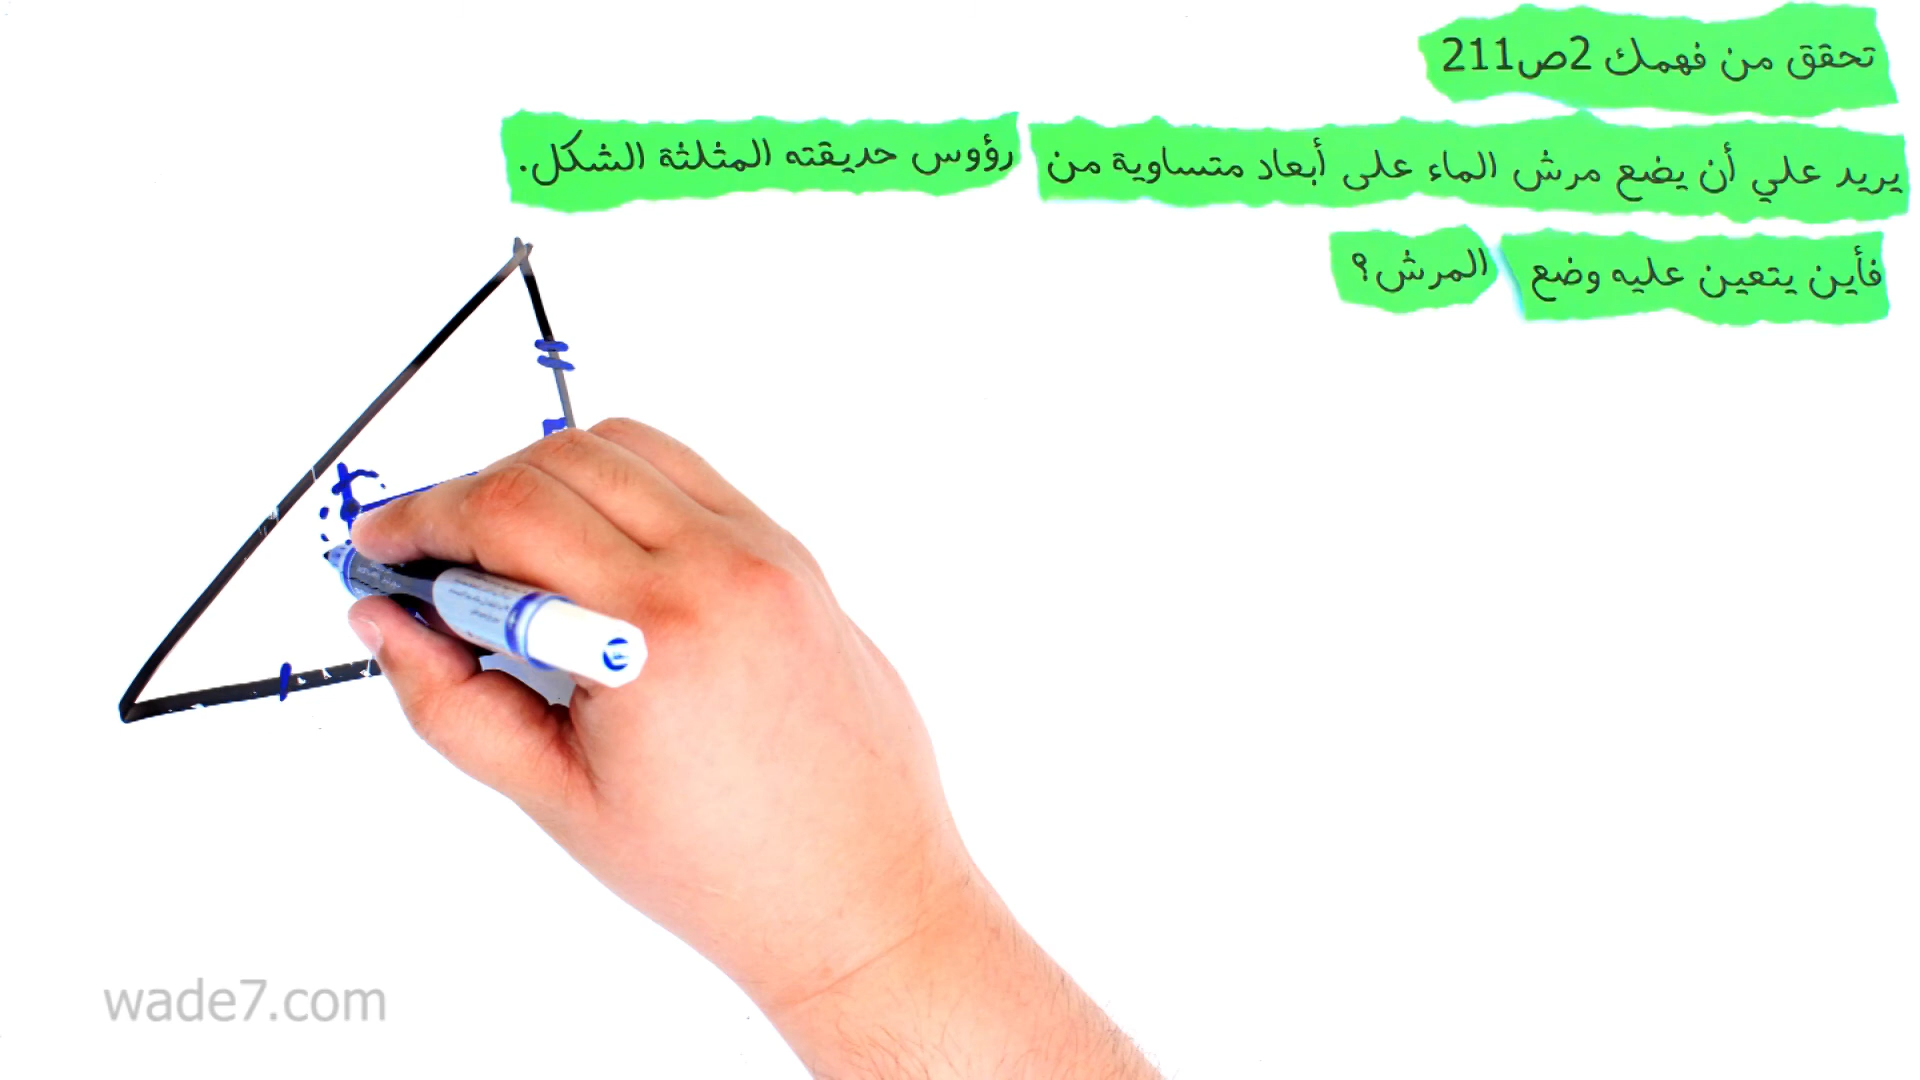 تحقق من فهمك 2ص211
يريد علي أن يضع مرش الماء على أبعاد متساوية من رؤوس حديقته المثلثة الشكل.
فأين يتعين عليه وضع المرش؟
wade7.com